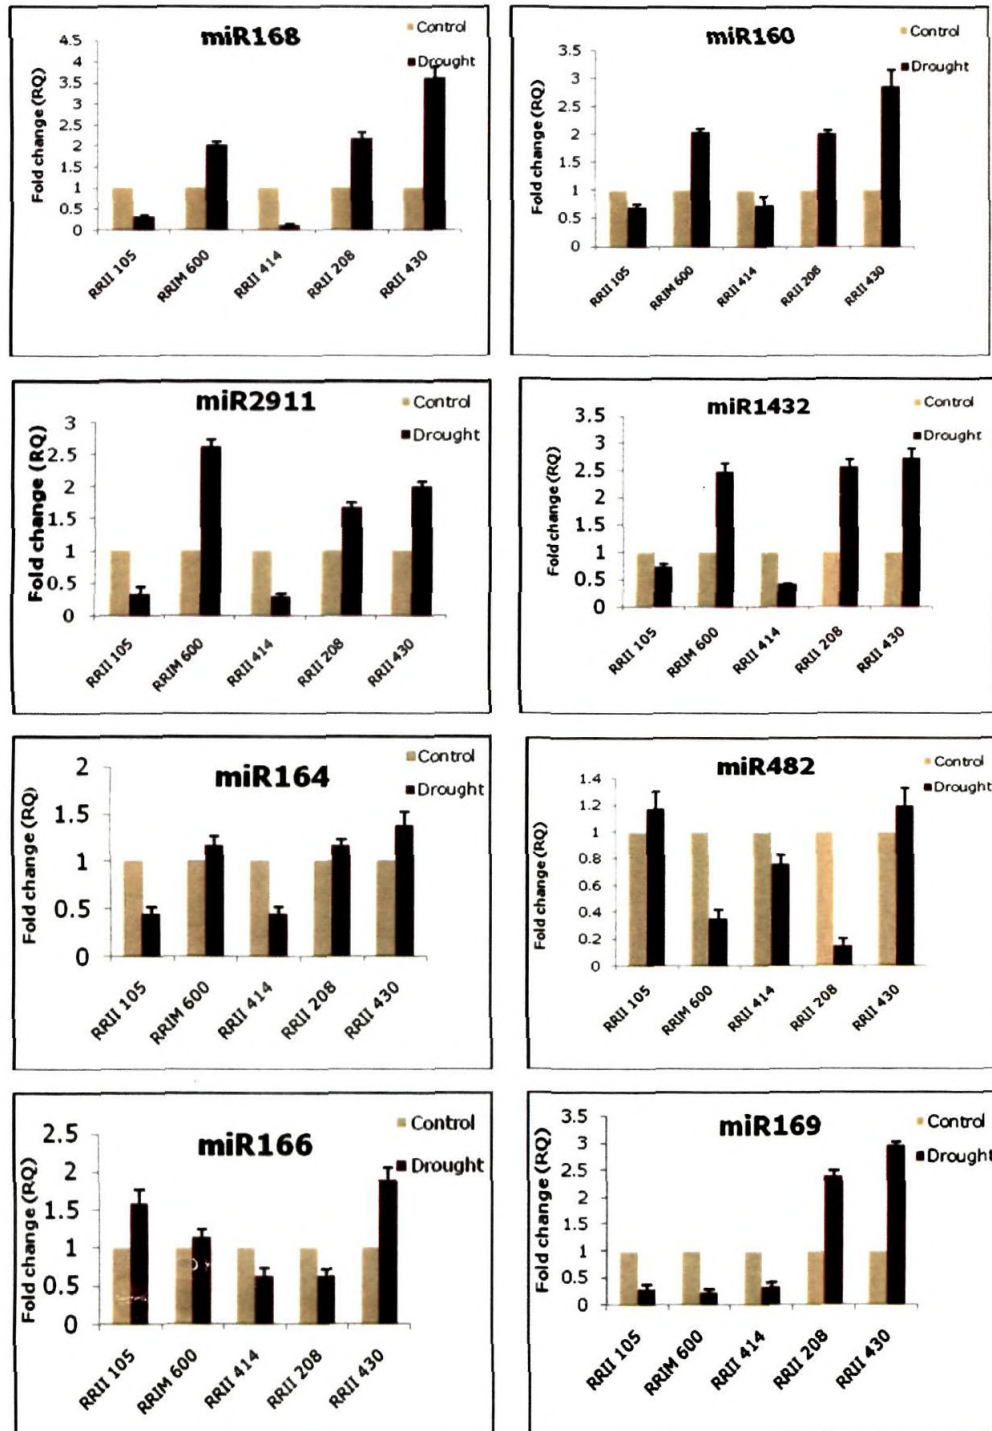 miR168
Control
Drought
Fold change (RQ)
4.5
4
3.5
3
2.5
2
1.5
1
0.5
0
RRII 105
RRIM 600
RRII 414
RRII 208
RRII 430
miR160
Control
Drought
Fold change (RQ)
3.5
3
2.5
2
1.5
1
0.5
0
RRII 105
RRIM 600
RRII 414
RRII 208
RRII 430
miR2911
Control
Drought
Fold change (RQ)
3
2.5
2
1.5
1
0.5
0
RRII 105
RRIM 600
RRII 414
RRII 208
RRII 430
miR1432
Control
Drought
Fold change (RQ)
3.5
3
2.5
2
1.5
1
0.5
0
RRII 105
RRIM 600
RRII 414
RRII 208
RRII 430
miR164
Control
Drought
Fold change (RQ)
2
1.5
1
0.5
0
RRII 105
RRIM 600
RRII 414
RRII 208
RRII 430
miR482
Control
Drought
Fold change (RQ)
1.4
1.2
1
0.8
0.6
0.4
0.2
0
RRII 105
RRIM 600
RRII 414
RRII 208
RRII 430
miR166
Control
Drought
Fold change (RQ)
2.5
2
1.5
1
0.5
0
RRII 105
RRIM 600
RRII 414
RRII 208
RRII 430
miR169
Control
Drought
Fold change (RQ)
3.5
3
2.5
2
1.5
1
0.5
0
RRII 105
RRIM 600
RRII 414
RRII 208
RRII 430